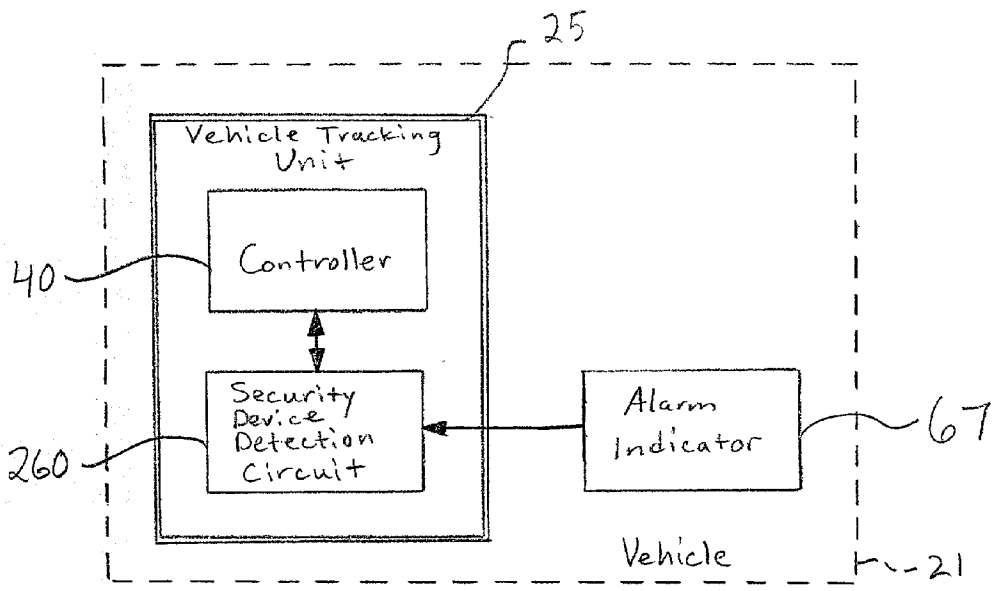 25
Vehicle Tracking
Unit
Controller
40
Security
Device
Detection
Circuit
260
Alarm
Indicator
67
Vehicle
21